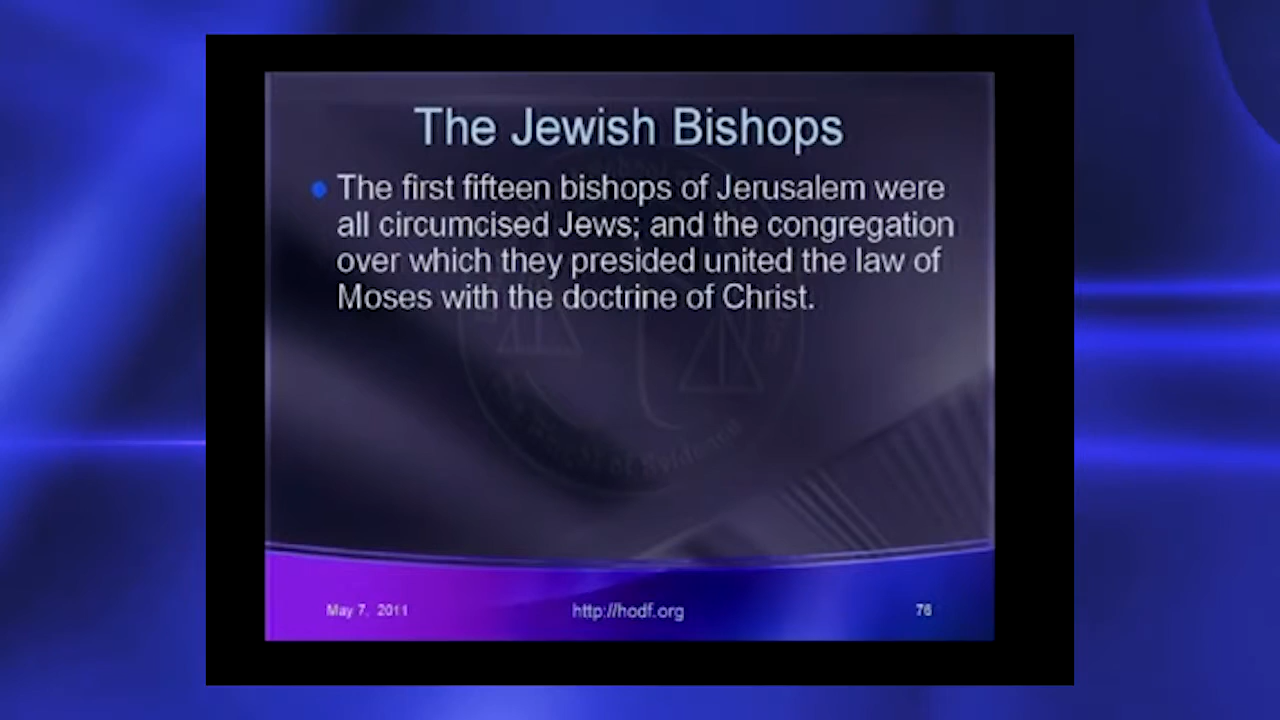 The Jewish Bishops
The first fifteen bishops of Jerusalem were
all circumcised Jews; and the congregation
over which they presided united the law of
Moses with the doctrine of Christ.
May 7, 2011
http://hodf.org
76